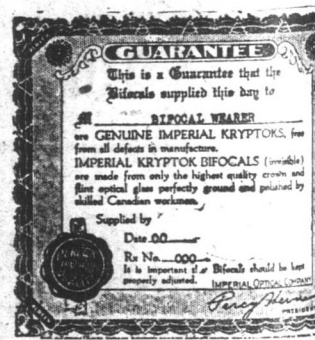 GUARANTEE
This is a Guarantee that the
Bifocals supplied this day to
M BIFOCAL WEARER
are GENUINE IMPERIAL KRYPTOKS, free
from all defects in manufacture.
IMPERIAL KRYPTOK BIFOCALS (invisible)
are made from only the highest quality crown and
flint optical glass perfectly ground and polished by
skilled Canadian workmen.
Supplied by
Date 00
Rx No. 000
It is important that Bifocals should be kept
properly adjusted.
IMPERIAL OPTICAL COMPANY
Percy
PRESIDENT